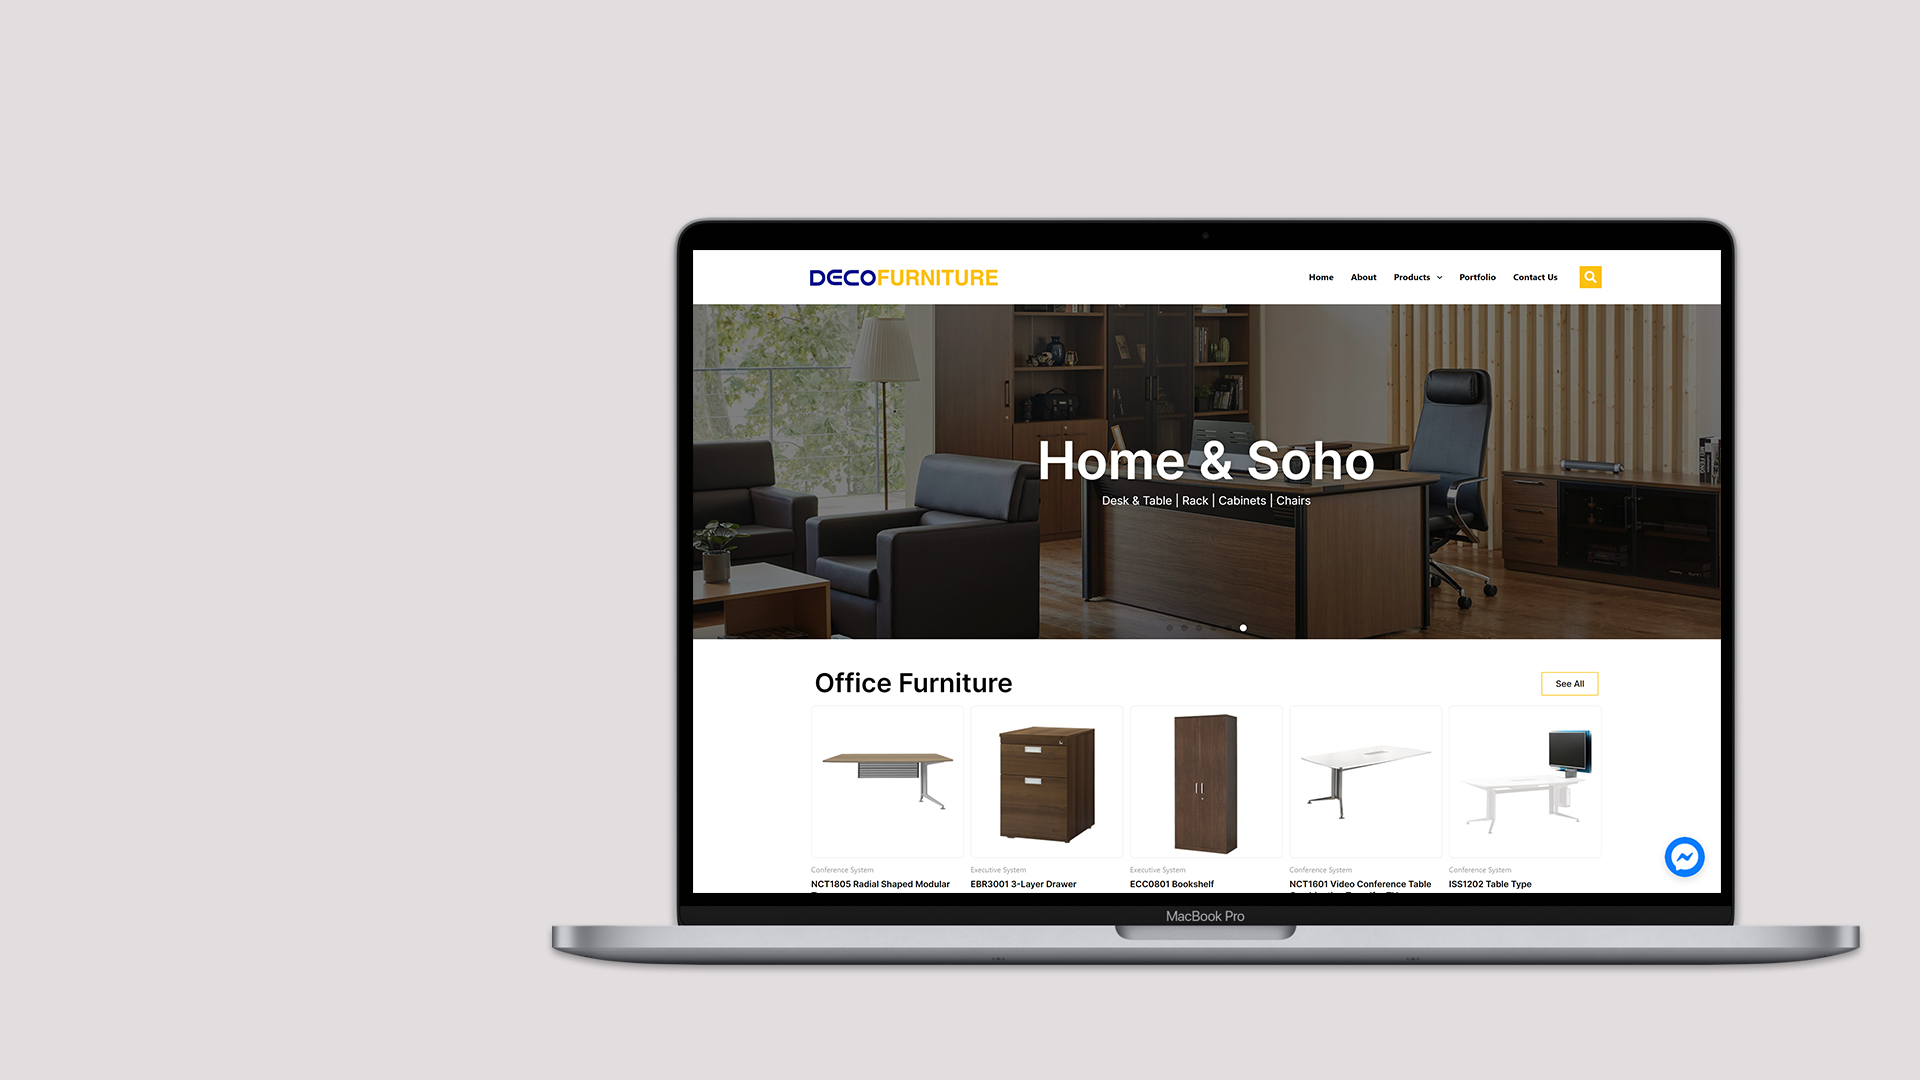 DECOFURNITURE
Home About Products Portfolio Contact Us
Home & Soho
Desk & Table | Rack | Cabinets | Chairs
Office Furniture
See All
Conference System
NCT1805 Radial Shaped Modular
Executive System
EBR3001 3-Layer Drawer
Executive System
ECC0801 Bookshelf
Conference System
NCT1601 Video Conference Table
Conference System
ISS1202 Table Type
MacBook Pro